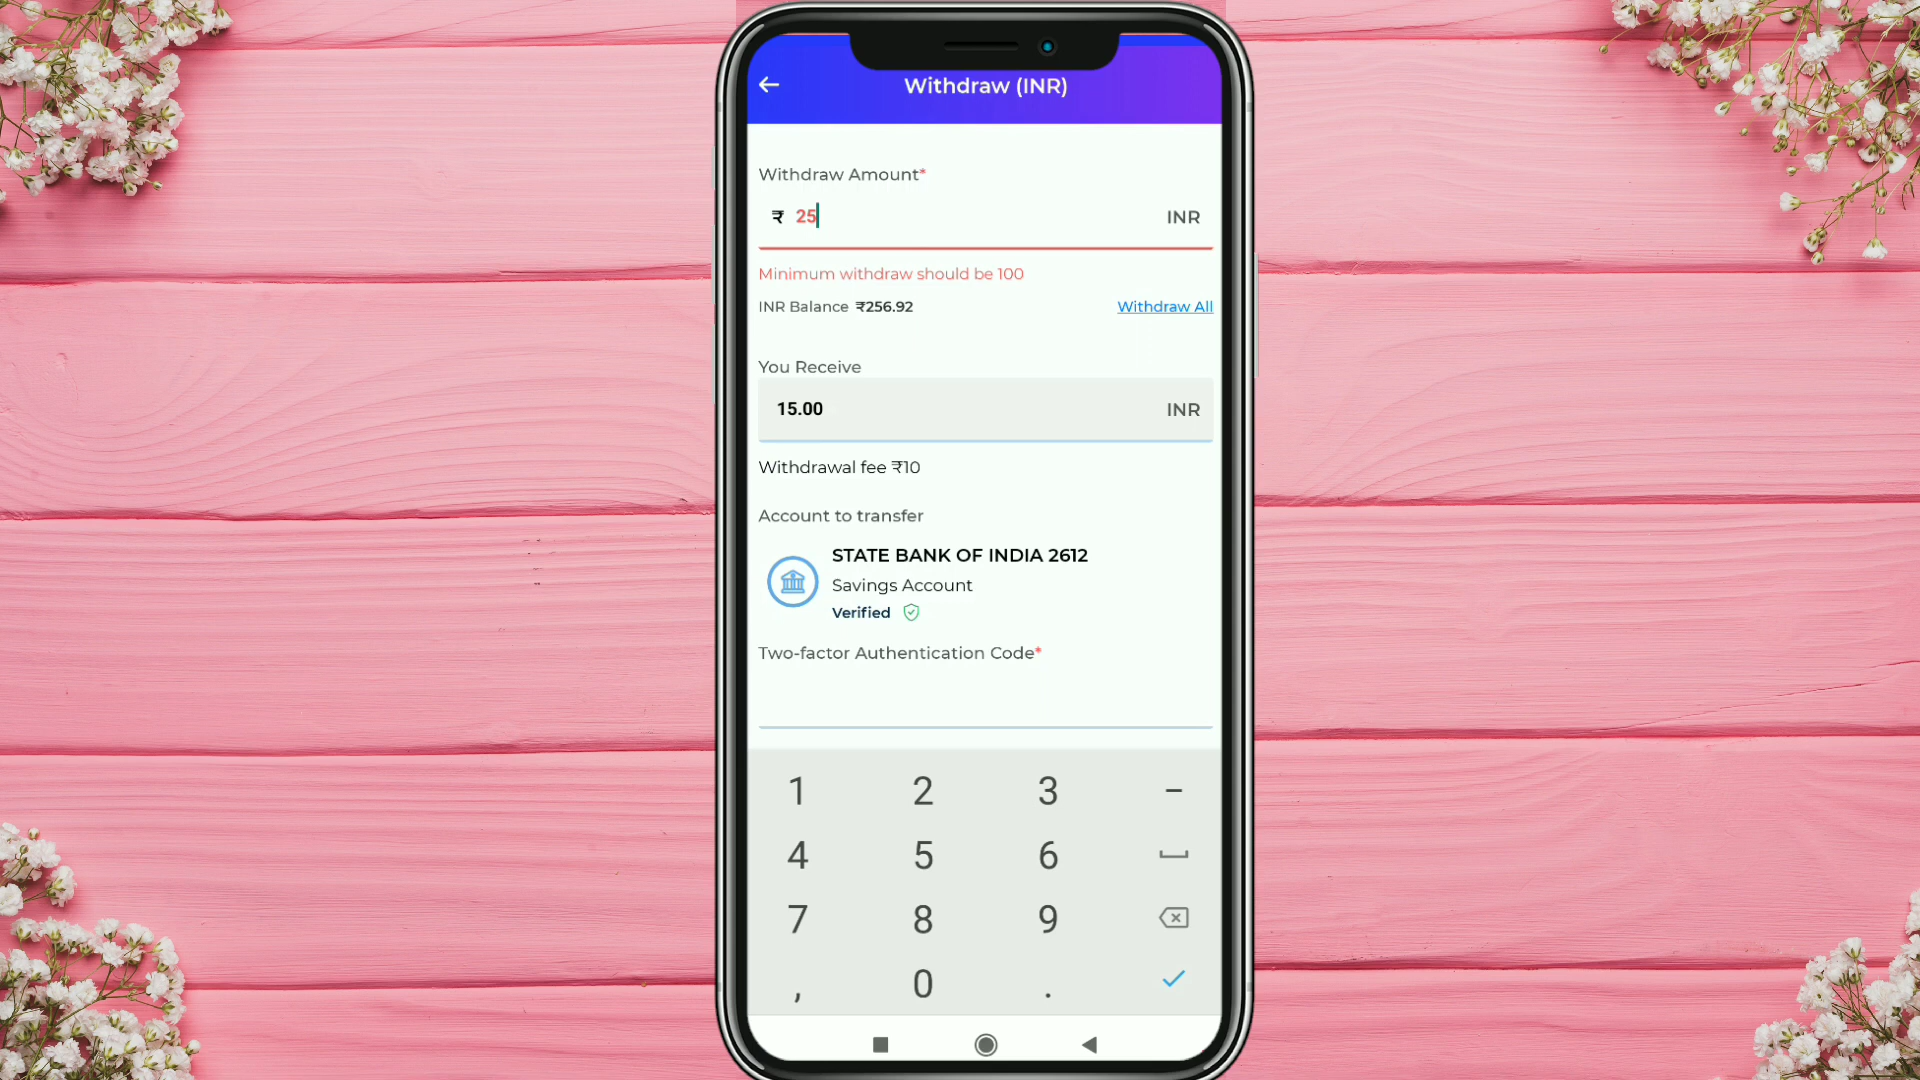 Withdraw (INR)
Withdraw Amount*
₹ 25 INR
Minimum withdraw should be 100
INR Balance ₹256.92 Withdraw All
You Receive
15.00 INR
Withdrawal fee ₹10
Account to transfer
STATE BANK OF INDIA 2612
Savings Account
Verified
Two-factor Authentication Code*
1 2 3 -
4 5 6
7 8 9
, 0 .